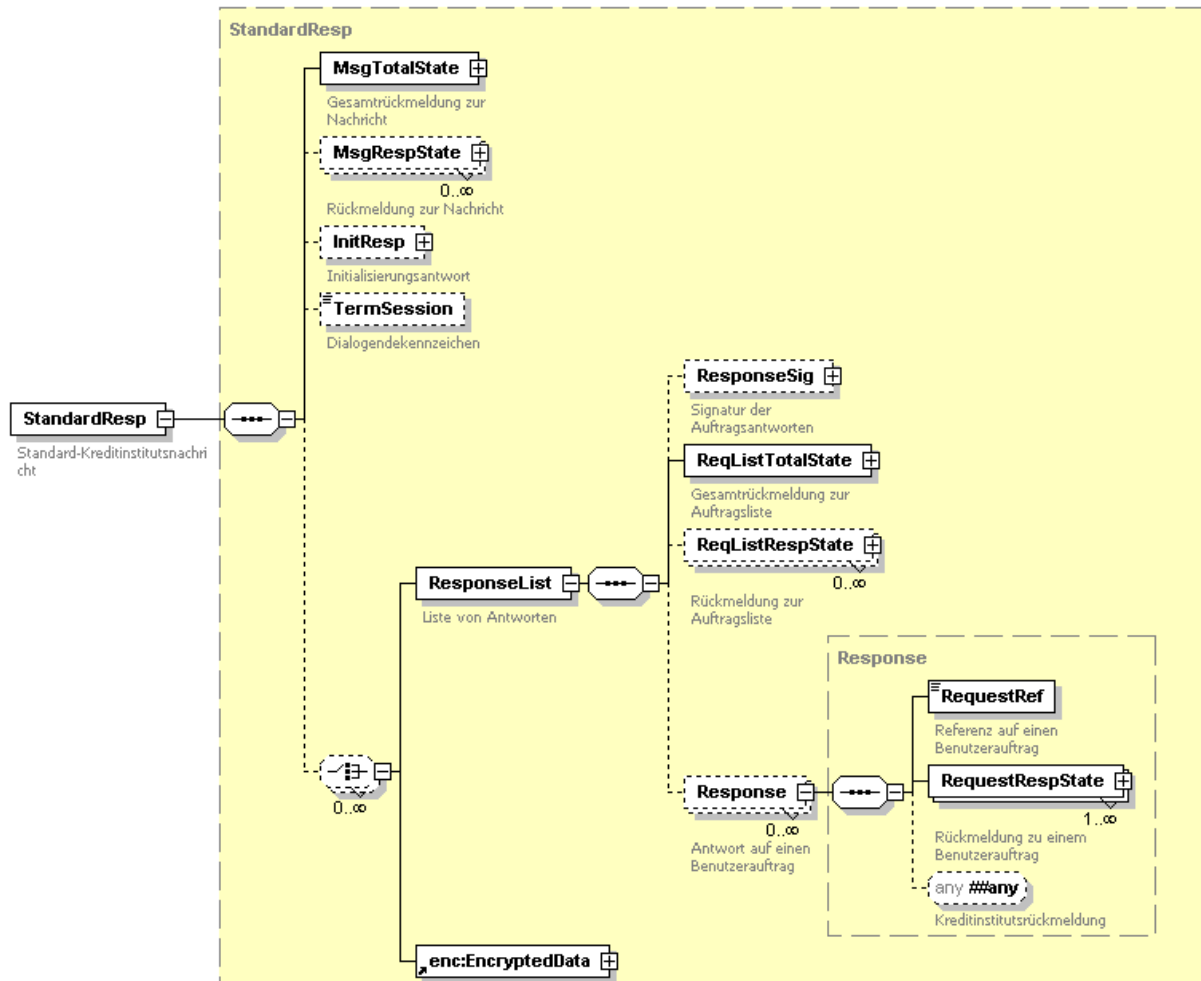 StandardResp
MsgTotalState
Gesamtrückmeldung zur
Nachricht
MsgRespState
0..∞
Rückmeldung zur Nachricht
InitResp
Initialisierungsantwort
TermSession
Dialogendekennzeichen
StandardResp
Standard-Kreditinstitutsnachri
cht
ResponseSig
Signatur der
Auftragsantworten
ReqListTotalState
Gesamtrückmeldung zur
Auftragsliste
ReqListRespState
0..∞
Rückmeldung zur
Auftragsliste
ResponseList
Liste von Antworten
Response
RequestRef
Referenz auf einen
Benutzerauftrag
RequestRespState
1..∞
Rückmeldung zu einem
Benutzerauftrag
any ##any
Kreditinstitutsrückmeldung
Response
0..∞
Antwort auf einen
Benutzerauftrag
0..∞
enc:EncryptedData